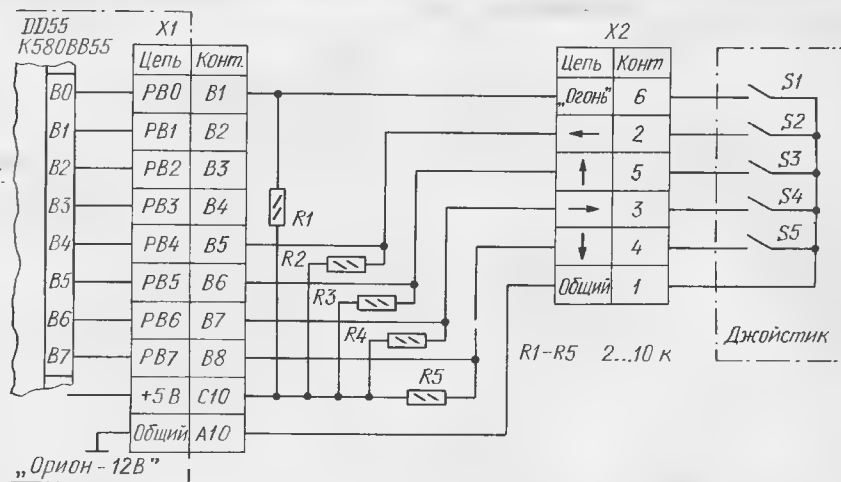 DD55
К580ВВ55
X1
Цепь Конт.
B0 PB0 B1
B1 PB1 B2
B2 PB2 B3
B3 PB3 B4
B4 PB4 B5
B5 PB5 B6
B6 PB6 B7
B7 PB7 B8
+5 В C10
Общий A10
„Орион - 12В"
R1
R2
R3
R4
R5
X2
Цепь Конт
„Огонь" 6
← 2
↑ 5
→ 3
↓ 4
Общий 1
R1-R5 2...10 к
S1
S2
S3
S4
S5
Джойстик